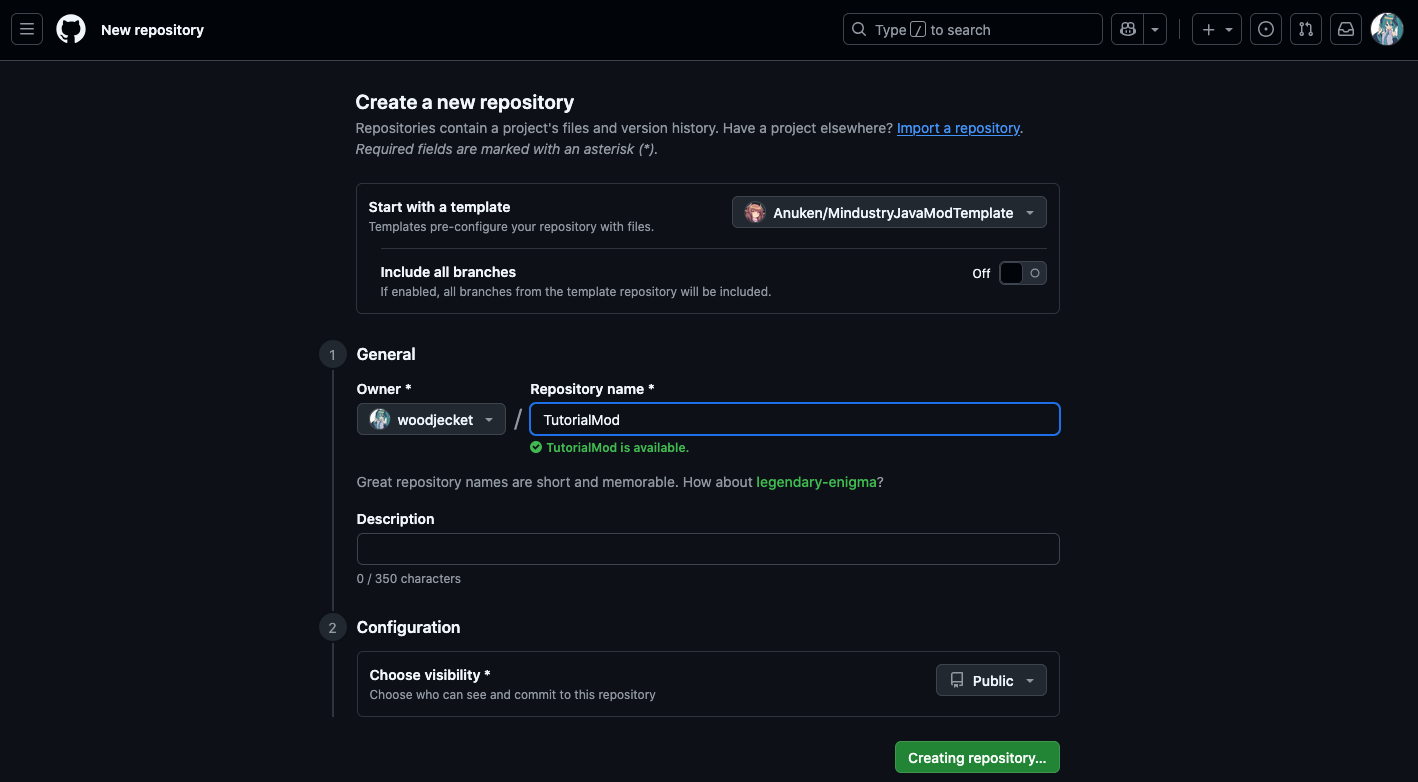 New repository
Type / to search
Create a new repository
Repositories contain a project's files and version history. Have a project elsewhere? Import a repository.
Required fields are marked with an asterisk (*).
Start with a template
Templates pre-configure your repository with files.
Anuken/MindustryJavaModTemplate
Include all branches
If enabled, all branches from the template repository will be included.
Off
1 General
Owner *
Repository name *
woodjecket / TutorialMod
TutorialMod is available.
Great repository names are short and memorable. How about legendary-enigma?
Description
0 / 350 characters
2 Configuration
Choose visibility *
Choose who can see and commit to this repository
Public
Creating repository...